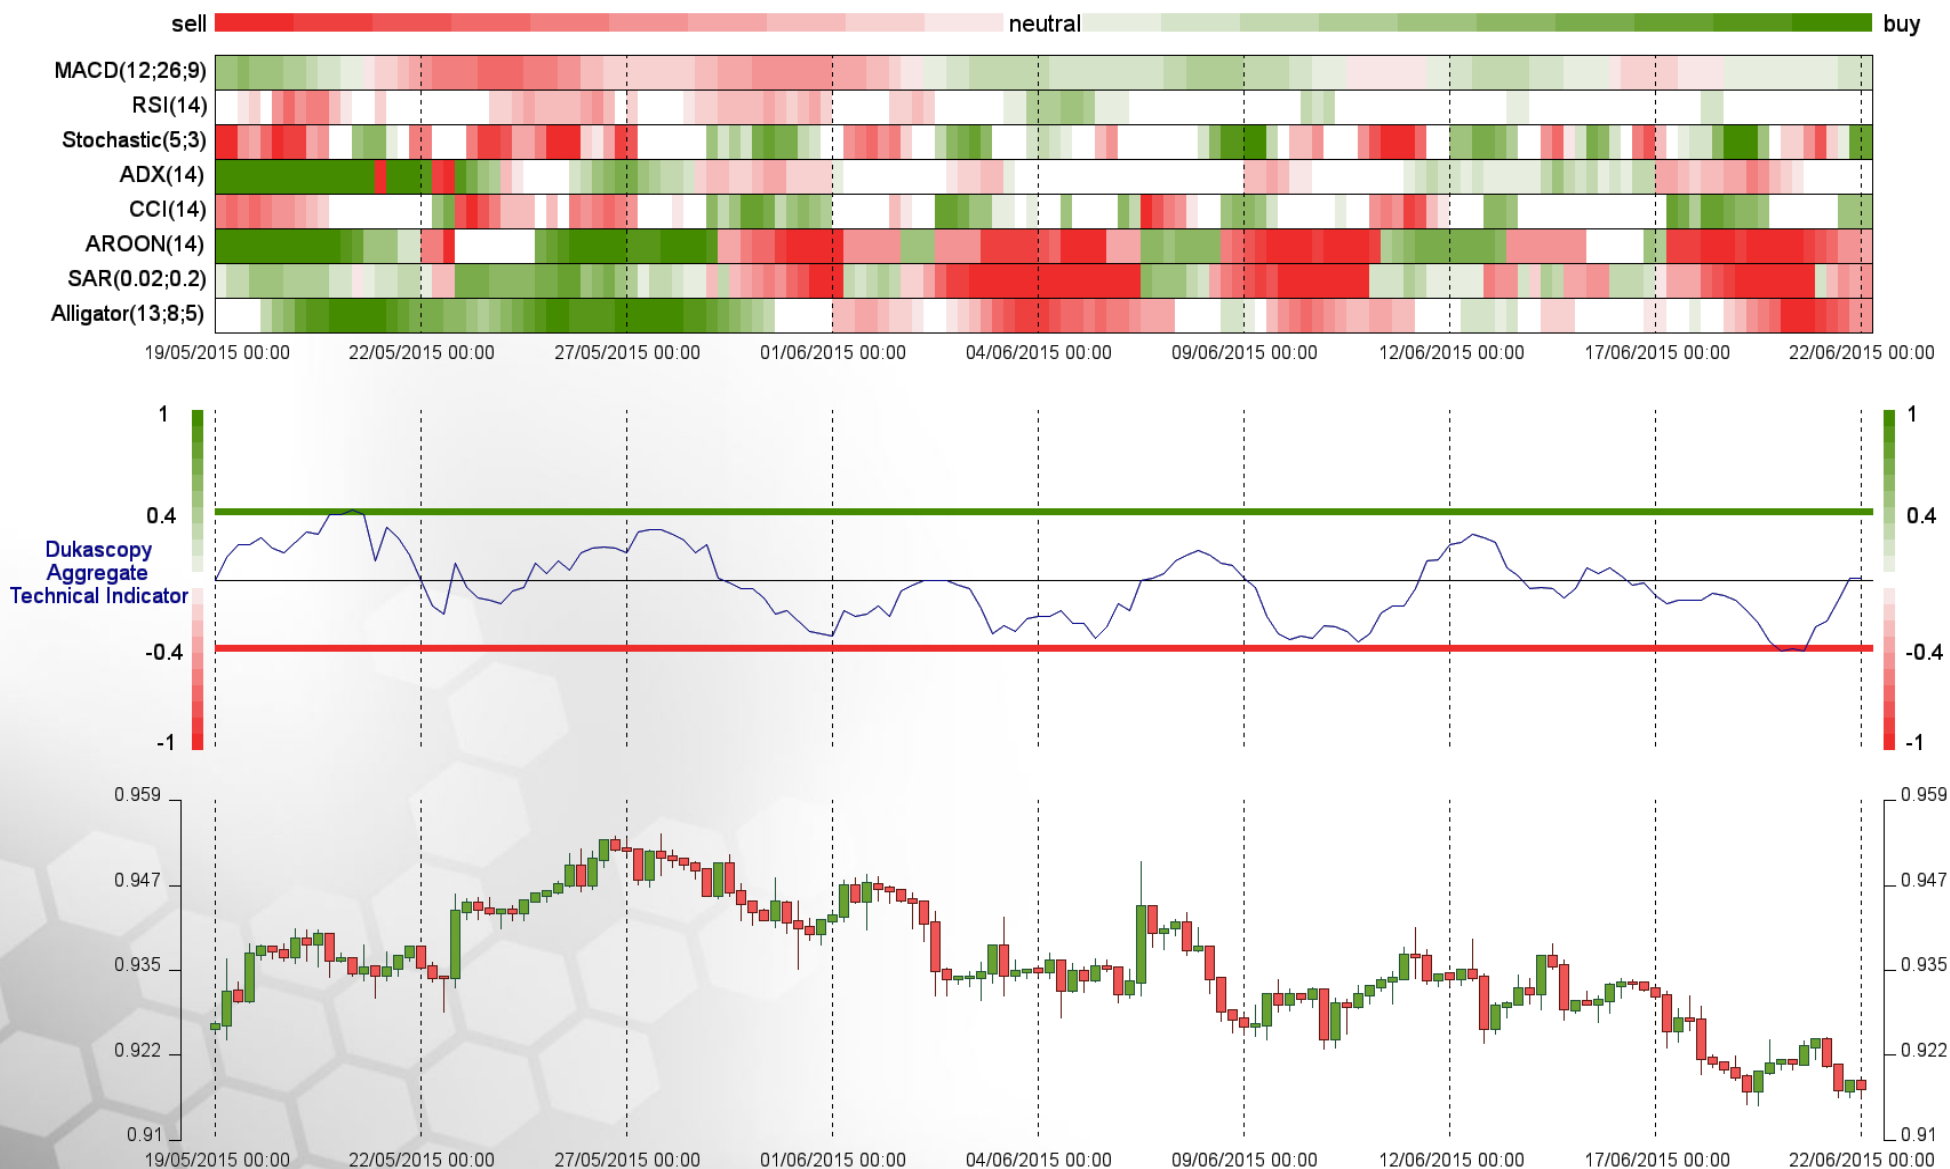 sell neutral buy
MACD(12;26;9)
RSI(14)
Stochastic(5;3)
ADX(14)
CCI(14)
AROON(14)
SAR(0.02;0.2)
Alligator(13;8;5)
19/05/2015 00:00 22/05/2015 00:00 27/05/2015 00:00 01/06/2015 00:00 04/06/2015 00:00 09/06/2015 00:00 12/06/2015 00:00 17/06/2015 00:00 22/06/2015 00:00
1 1
0.4 0.4
Dukascopy
Aggregate
Technical Indicator
-0.4 -0.4
-1 -1
0.959 0.959
0.947 0.947
0.935 0.935
0.922 0.922
0.91 0.91
19/05/2015 00:00 22/05/2015 00:00 27/05/2015 00:00 01/06/2015 00:00 04/06/2015 00:00 09/06/2015 00:00 12/06/2015 00:00 17/06/2015 00:00 22/06/2015 00:00